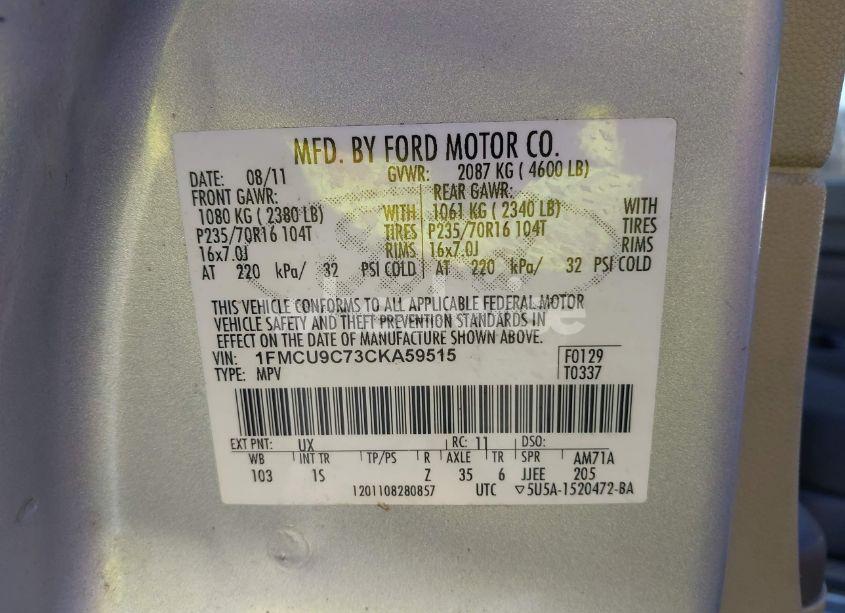 MFD. BY FORD MOTOR CO.
DATE: 08/11 GVWR: 2087 KG ( 4600 LB)
FRONT GAWR: REAR GAWR:
1080 KG ( 2380 LB) WITH 1061 KG ( 2340 LB) WITH
P235/70R16 104T TIRES P235/70R16 104T TIRES
16x7.0J RIMS 16x7.0J RIMS
AT 220 kPa/ 32 PSI COLD AT 220 kPa/ 32 PSI COLD
THIS VEHICLE CONFORMS TO ALL APPLICABLE FEDERAL MOTOR
VEHICLE SAFETY AND THEFT PREVENTION STANDARDS IN
EFFECT ON THE DATE OF MANUFACTURE SHOWN ABOVE.
VIN: 1FMCU9C73CKA59515 F0129
TYPE: MPV T0337
EXT PNT: UX RC: 11 DSO:
WB INT TR TP/PS R AXLE TR SPR AM71A
103 1S Z 35 6 JJEE 205
1201108280857 UTC ▽5U5A-1520472-BA